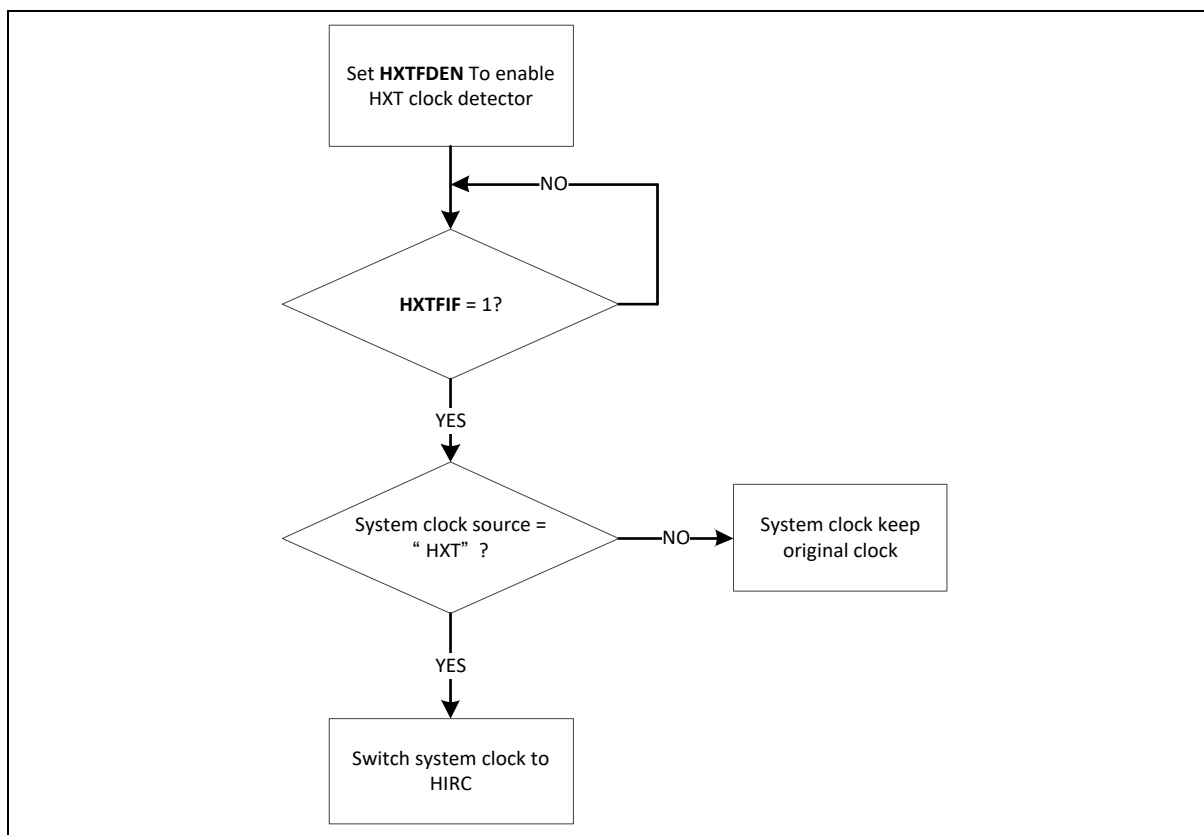 Set HXTFDEN To enable
HXT clock detector
NO
HXTFIF = 1?
YES
System clock source =
“ HXT” ?
NO
System clock keep
original clock
YES
Switch system clock to
HIRC